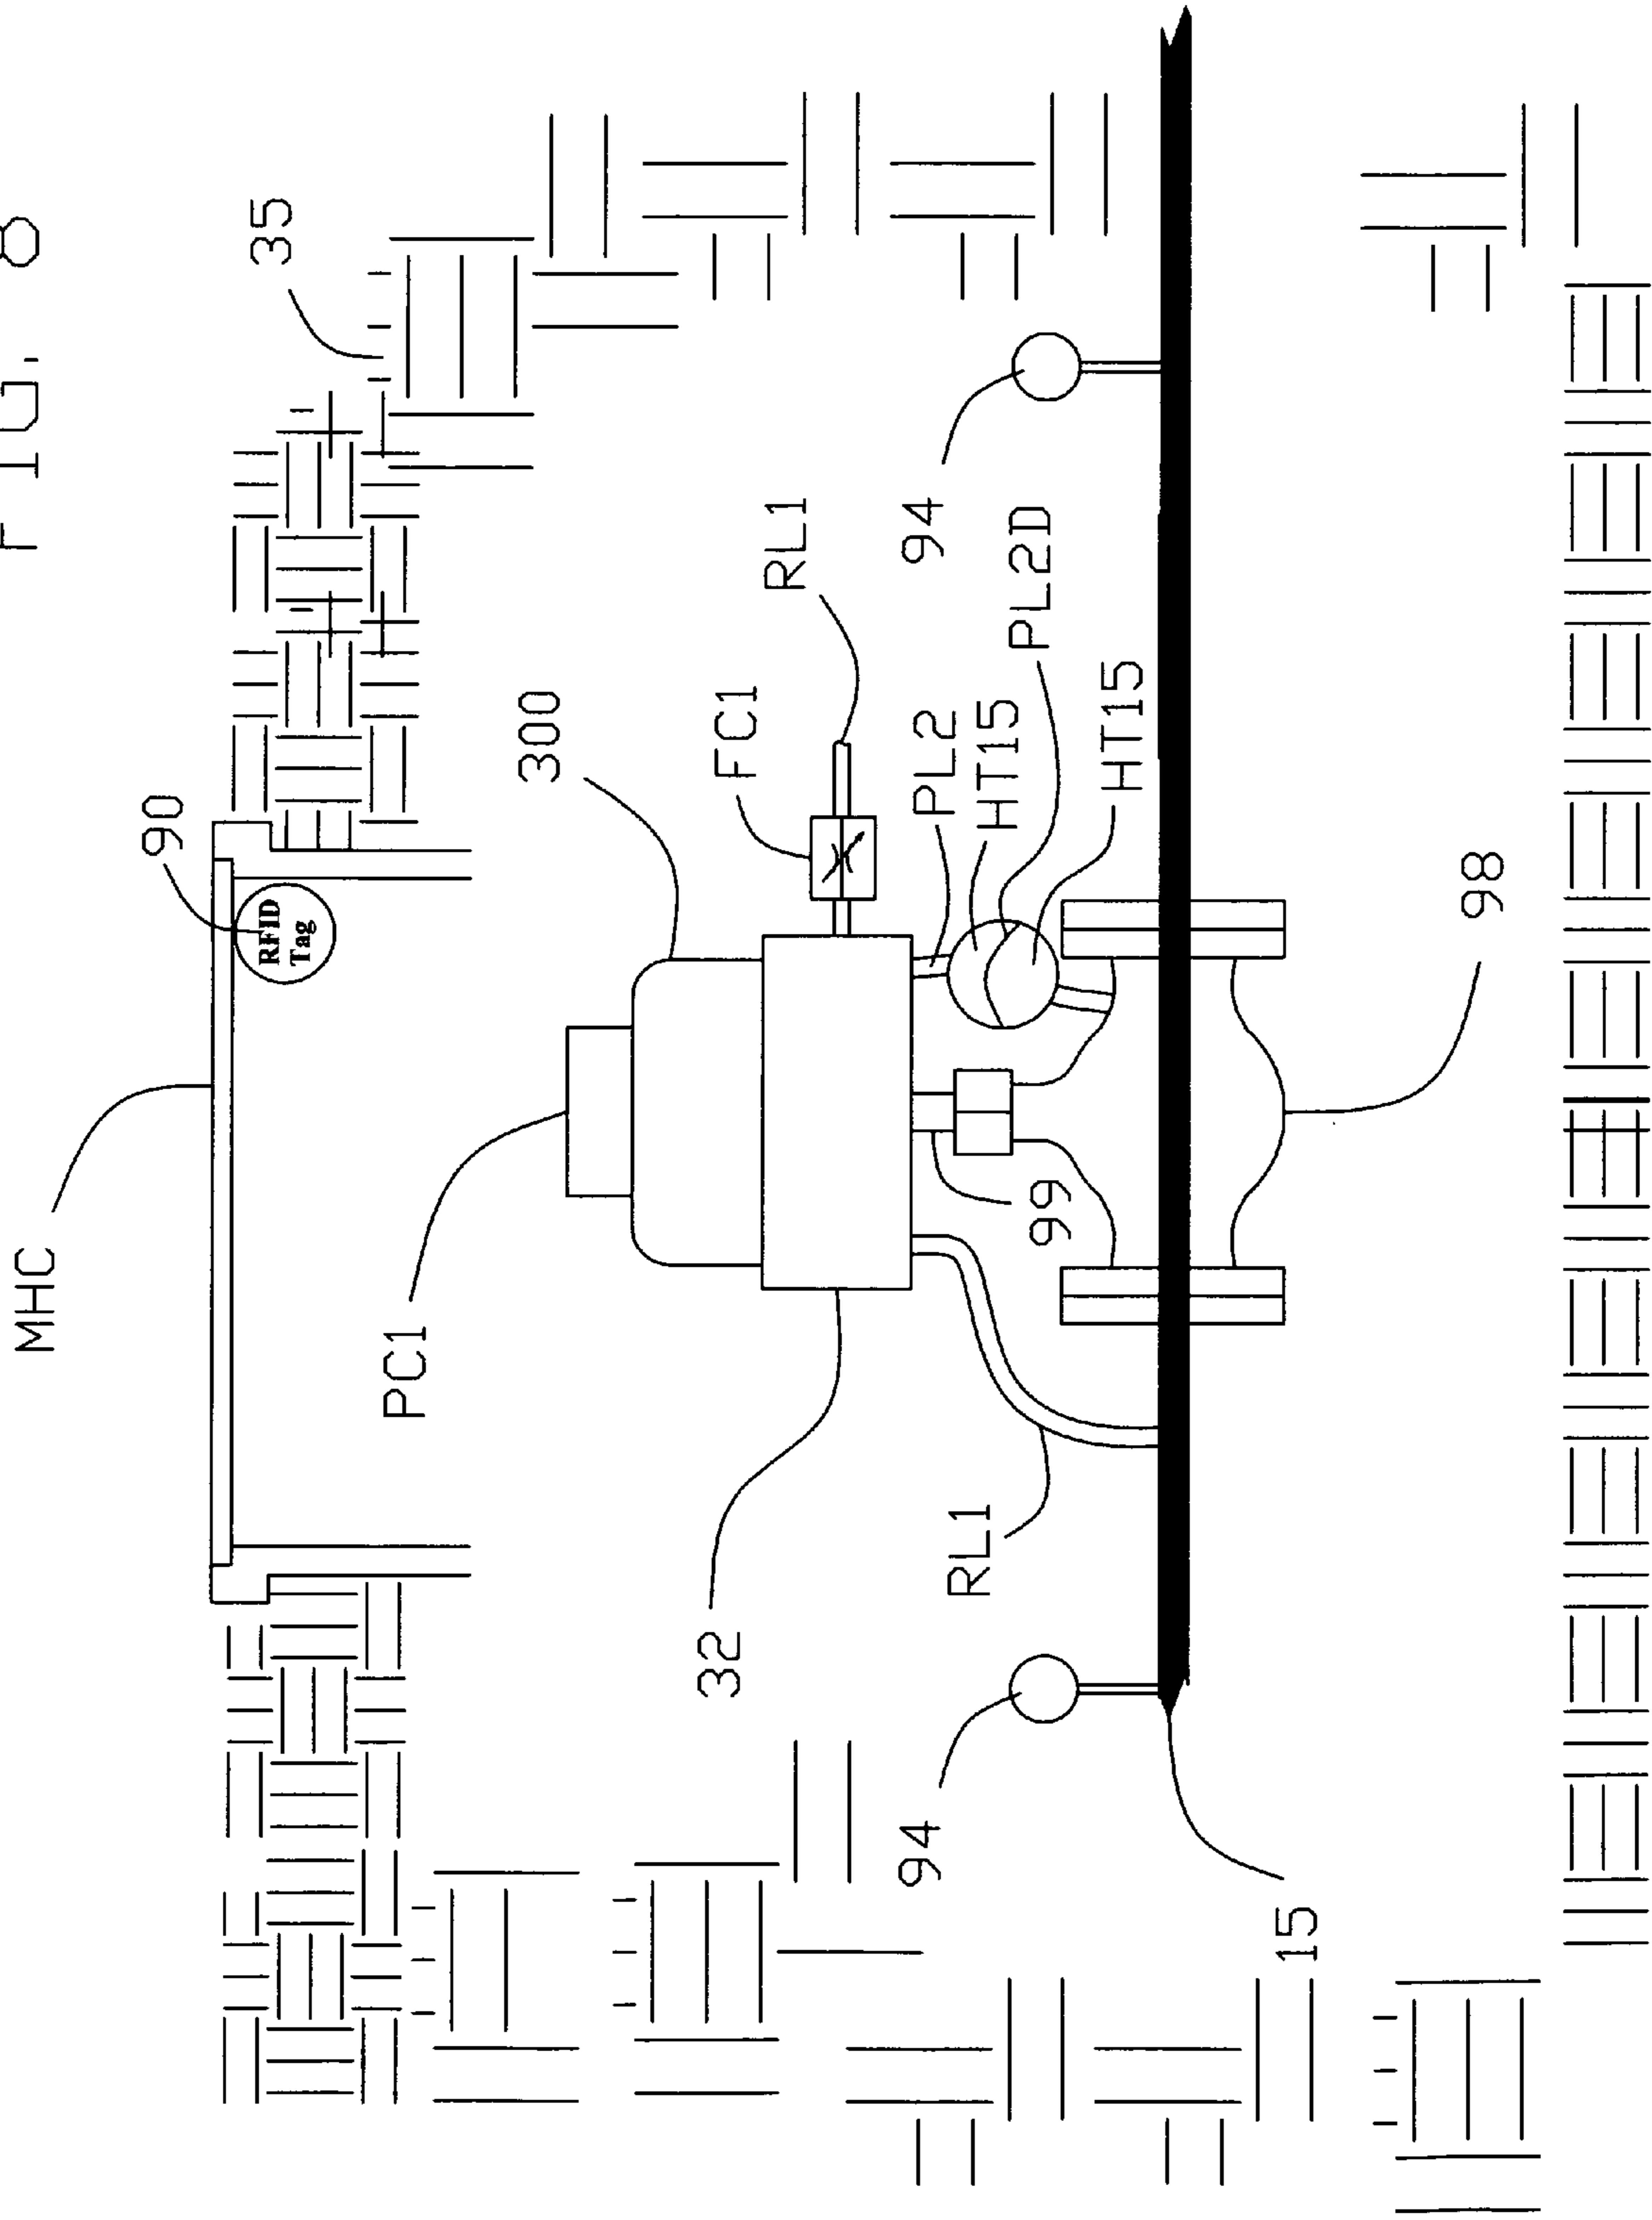 FIG. 8
MHC
90
RFID
Tag
35
PC1
300
32
FC1
RL1
PL2
HT15
PL2D
HT15
94
99
RL1
94
15
98